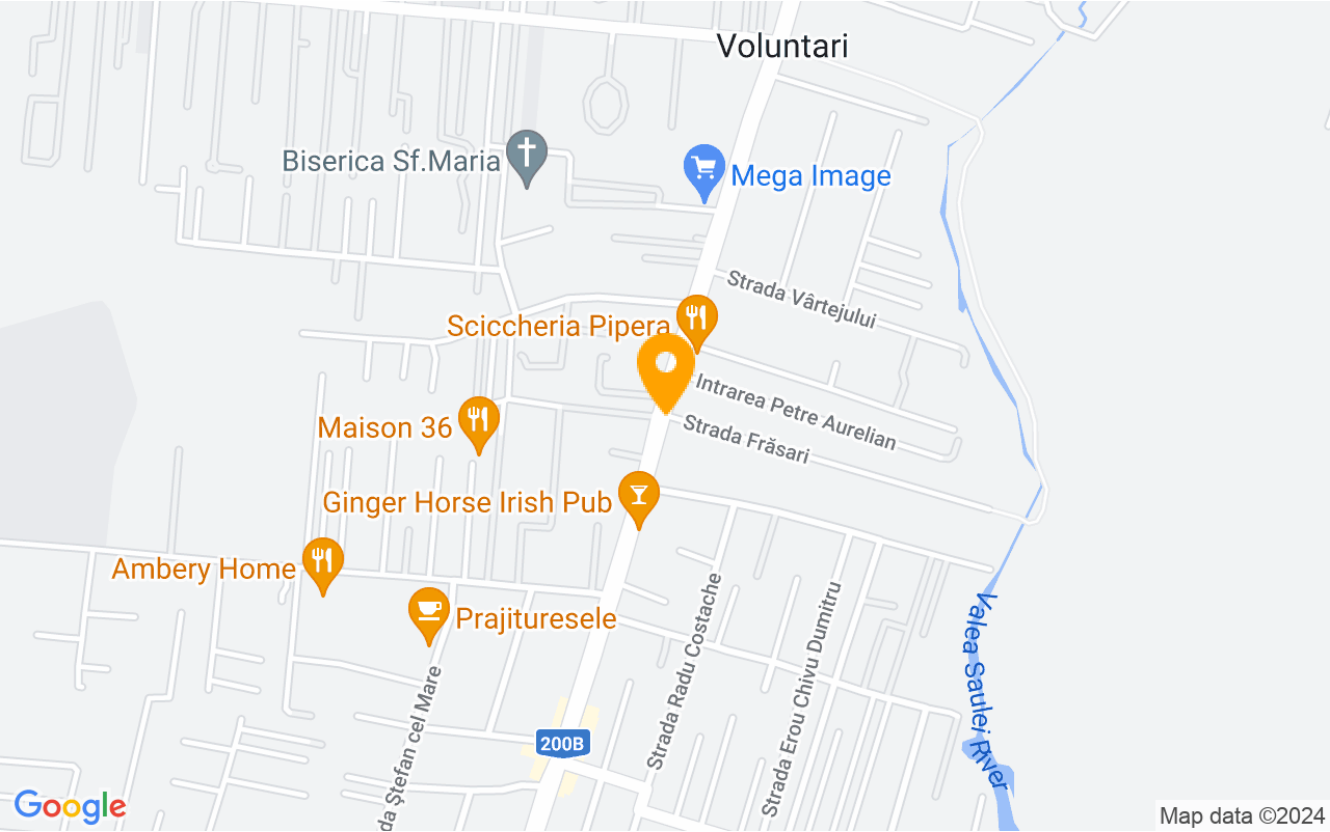 Voluntari
Biserica Sf.Maria
Mega Image
Strada Vârtejului
Sciccheria Pipera
Intrarea Petre Aurelian
Maison 36
Strada Frăsari
Ginger Horse Irish Pub
Ambery Home
Prajituresele
Strada Radu Costache
Strada Erou Chivu Dumitru
Valea Saulei River
da Ștefan cel Mare
200B
Google
Map data ©2024